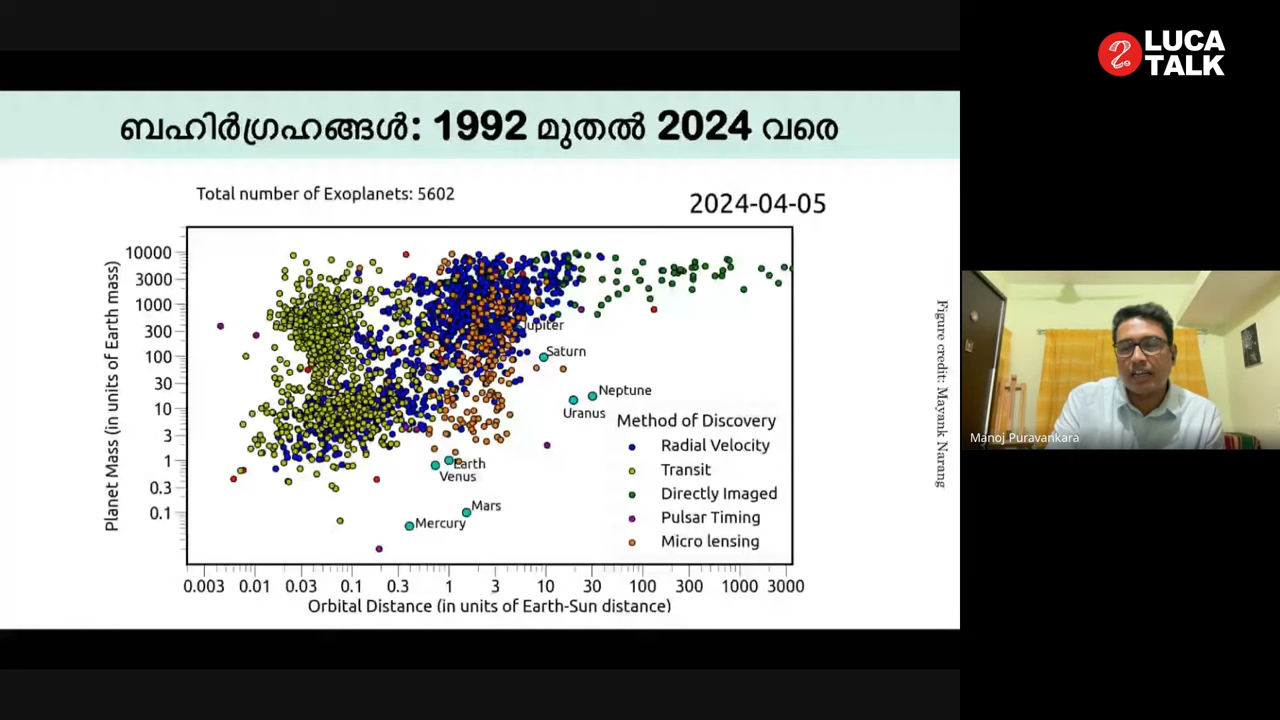 LUCA
TALK
ബഹിർഗ്രഹങ്ങൾ: 1992 മുതൽ 2024 വരെ
Total number of Exoplanets: 5602
2024-04-05
Planet Mass (in units of Earth mass)
10000
3000
1000
300
100
30
10
3
1
0.3
0.1
Jupiter
Saturn
Neptune
Uranus
Earth
Venus
Mars
Mercury
Method of Discovery
Radial Velocity
Transit
Directly Imaged
Pulsar Timing
Micro lensing
0.003 0.01 0.03 0.1 0.3 1 3 10 30 100 300 1000 3000
Orbital Distance (in units of Earth-Sun distance)
Figure credit: Mayank Narang
Manoj Puravankara